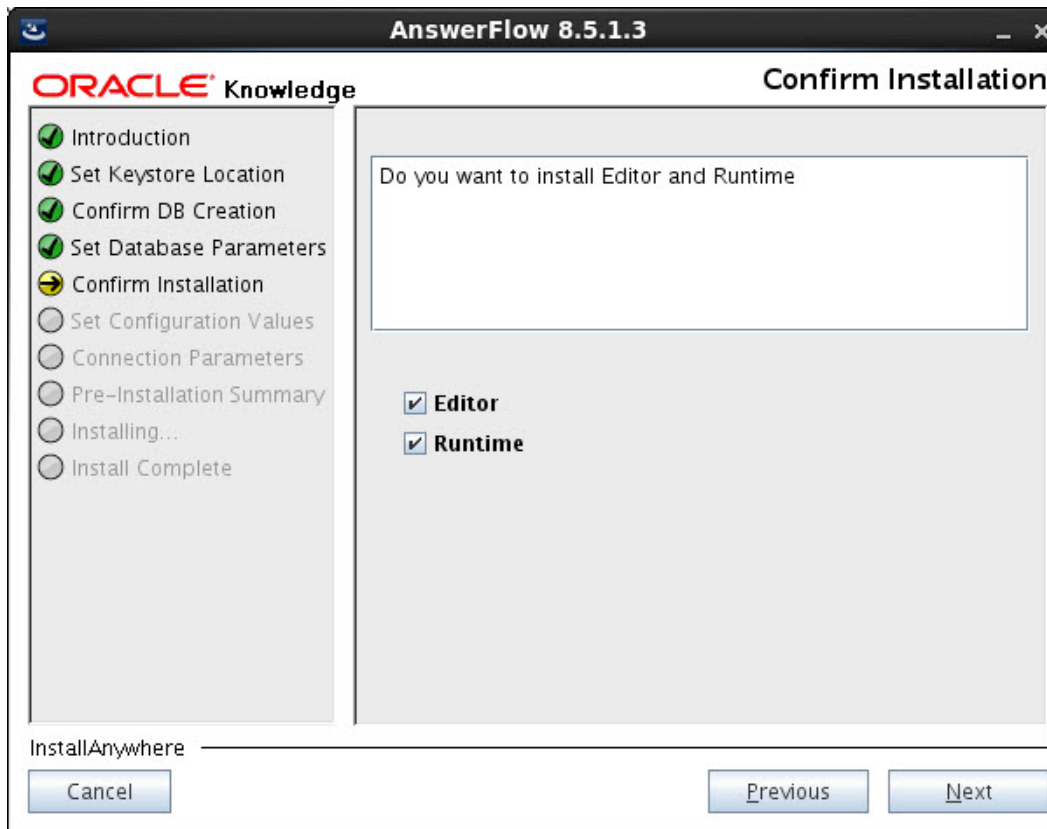 AnswerFlow 8.5.1.3
ORACLE Knowledge
Confirm Installation
Introduction
Set Keystore Location
Confirm DB Creation
Set Database Parameters
Confirm Installation
Set Configuration Values
Connection Parameters
Pre-Installation Summary
Installing...
Install Complete
Do you want to install Editor and Runtime
Editor
Runtime
InstallAnywhere
Cancel
Previous
Next